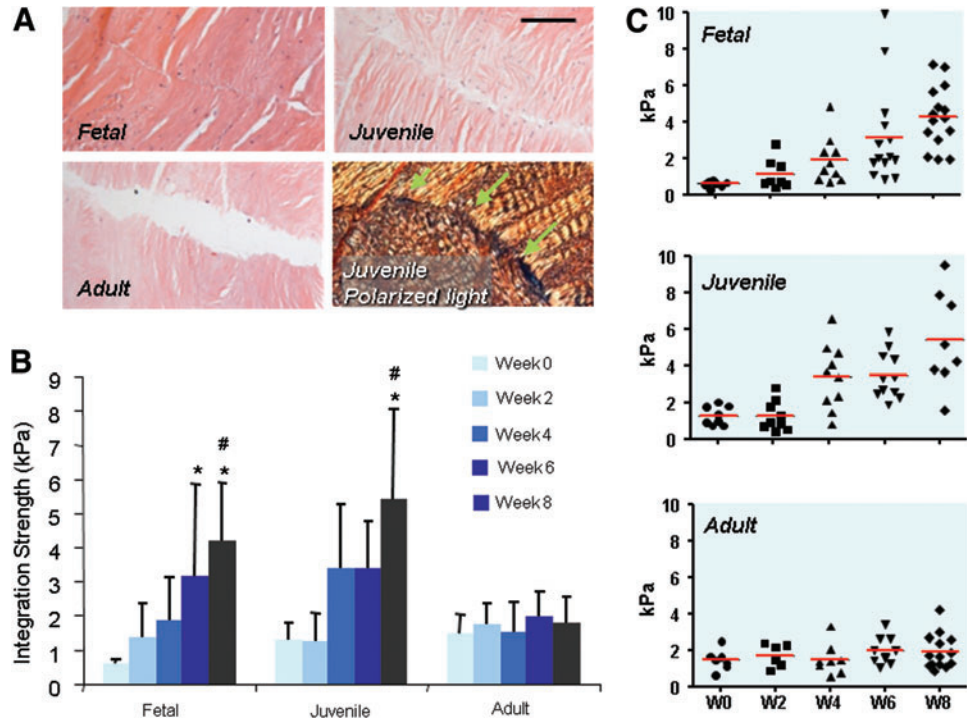 A
Fetal
Juvenile
Adult
Juvenile
Polarized light
B
Integration Strength (kPa)
9
8
7
6
5
4
3
2
1
0
#
*
*
#
*
Week 0
Week 2
Week 4
Week 6
Week 8
Fetal
Juvenile
Adult
C
Fetal
kPa
10
8
6
4
2
0
Juvenile
kPa
10
8
6
4
2
0
Adult
kPa
10
8
6
4
2
0
W0 W2 W4 W6 W8